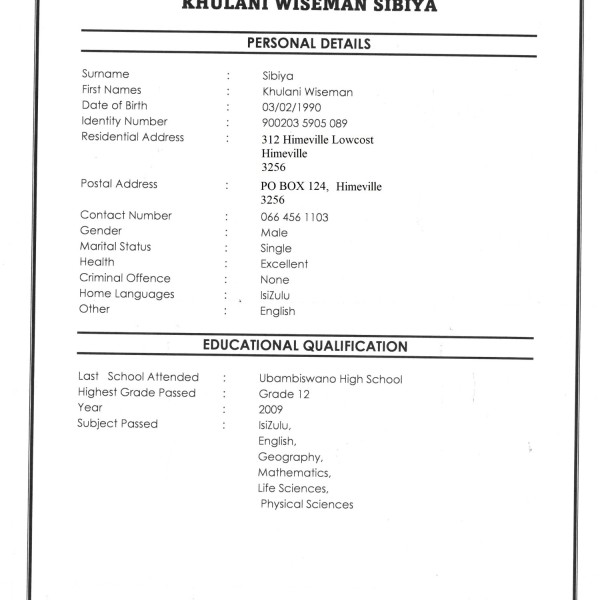 KHULANI WISEMAN SIBIYA
PERSONAL DETAILS
Surname : Sibiya
First Names : Khulani Wiseman
Date of Birth : 03/02/1990
Identity Number : 900203 5905 089
Residential Address : 312 Himeville Lowcost
Himeville
3256
Postal Address : PO BOX 124, Himeville
3256
Contact Number : 066 456 1103
Gender : Male
Marital Status : Single
Health : Excellent
Criminal Offence : None
Home Languages : IsiZulu
Other : English
EDUCATIONAL QUALIFICATION
Last School Attended : Ubambiswano High School
Highest Grade Passed : Grade 12
Year : 2009
Subject Passed : IsiZulu,
English,
Geography,
Mathematics,
Life Sciences,
Physical Sciences